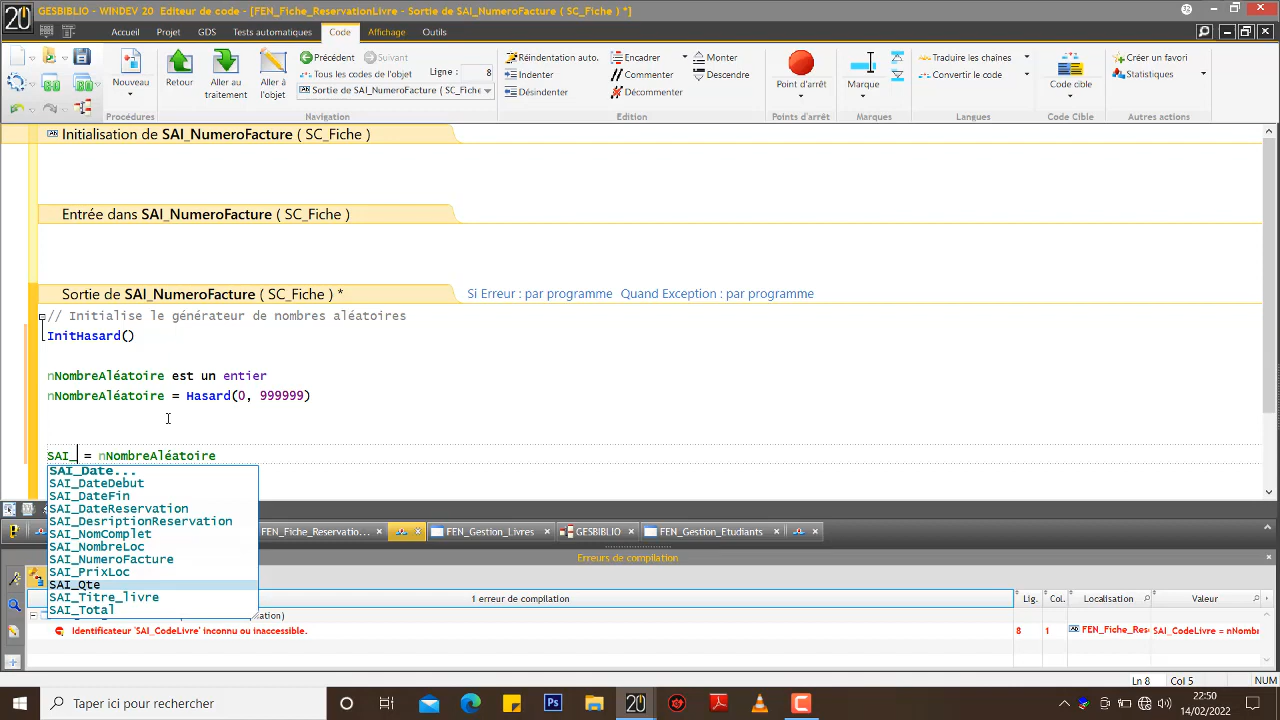 GESBIBLIO - WINDEV 20 Editeur de code - [FEN_Fiche_ReservationLivre - Sortie de SAI_NumeroFacture ( SC_Fiche ) *]
20
Accueil Projet GDS Tests automatiques Code Affichage Outils
Nouveau
Procédures
Retour
Au traitement
Aller à l'objet
Précédent Suivant
Tous les codes de l'objet
Ligne : 8
Sortie de SAI_NumeroFacture ( SC_Fiche
Navigation
Réindentation auto.
Indenter
Désindenter
Encadrer
Commenter
Décommenter
Monter
Descendre
Edition
Point d'arrêt
Points d'arrêt
Marque
Marques
Traduire les chaînes
Convertir le code
Langues
Code cible
Code Cible
Créer un favori
Statistiques
Autres actions
Initialisation de SAI_NumeroFacture ( SC_Fiche )
Entrée dans SAI_NumeroFacture ( SC_Fiche )
Sortie de SAI_NumeroFacture ( SC_Fiche ) * Si Erreur : par programme Quand Exception : par programme
// Initialise le générateur de nombres aléatoires
InitHasard()
nNombreAléatoire est un entier
nNombreAléatoire = Hasard(0, 999999)
SAI_ = nNombreAléatoire
SAI_Date...
SAI_DateDebut
SAI_DateFin
SAI_DateReservation
SAI_DesriptionReservation
SAI_NomComplet
SAI_NombreLoc
SAI_NumeroFacture
SAI_PrixLoc
SAI_Qte
SAI_Titre_livre
SAI_Total
FEN_Fiche_Reservatio... FEN_Gestion_Livres GESBIBLIO FEN_Gestion_Etudiants
Erreurs de compilation
1 erreur de compilation Lig. Col. Localisation Valeur
Identificateur 'SAI_CodeLivre' inconnu ou inaccessible. 8 1 FEN_Fiche_Res SAI_CodeLivre = nNomb
Ln 8 Col 5 NUM
Taper ici pour rechercher
Ps
20
22:50
14/02/2022